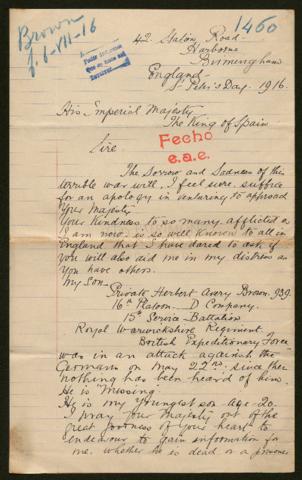 Brown
f. 6-VIII-16
1460
42. Station Road
Harborne
Birmingham
England
St Peter's Day. 1916.
His Imperial Majesty
The King of Spain
Fecho
e.a.e.
Sire.
The Sorrow and Sadness of this
terrible war will, I feel sure, suffice
for an apology in venturing to approach
Your Majesty
Your kindness to so many afflicted as
I am now: is so well known to all in
England that I have dared to ask if
you will also aid me in my distress as
you have others.
My Son
Private Herbert Avery Brown. 939.
16th Platoon D Company.
15th Service Battalion
Royal Warwickshire Regiment.
British Expeditionary Force
was in an attack against the
Germans on May 22nd. since then
nothing has been heard of him.
He is "Missing"
He is my youngest son age 20.
I pray your Majesty out of the
great goodness of Your heart to
endeavour to gain information for
me. whether he is dead or a prisoner